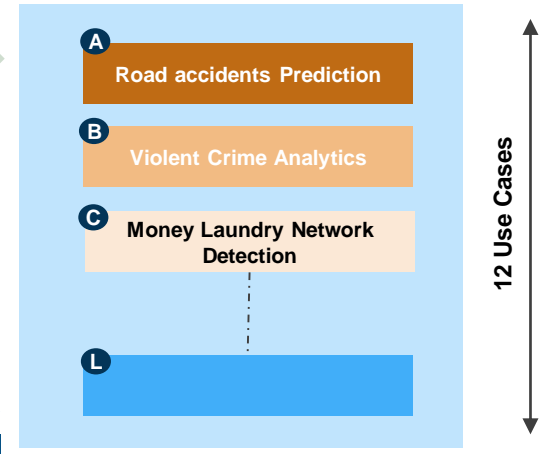 A
Road accidents Prediction
B
Violent Crime Analytics
C
Money Laundry Network
Detection
L
12 Use Cases